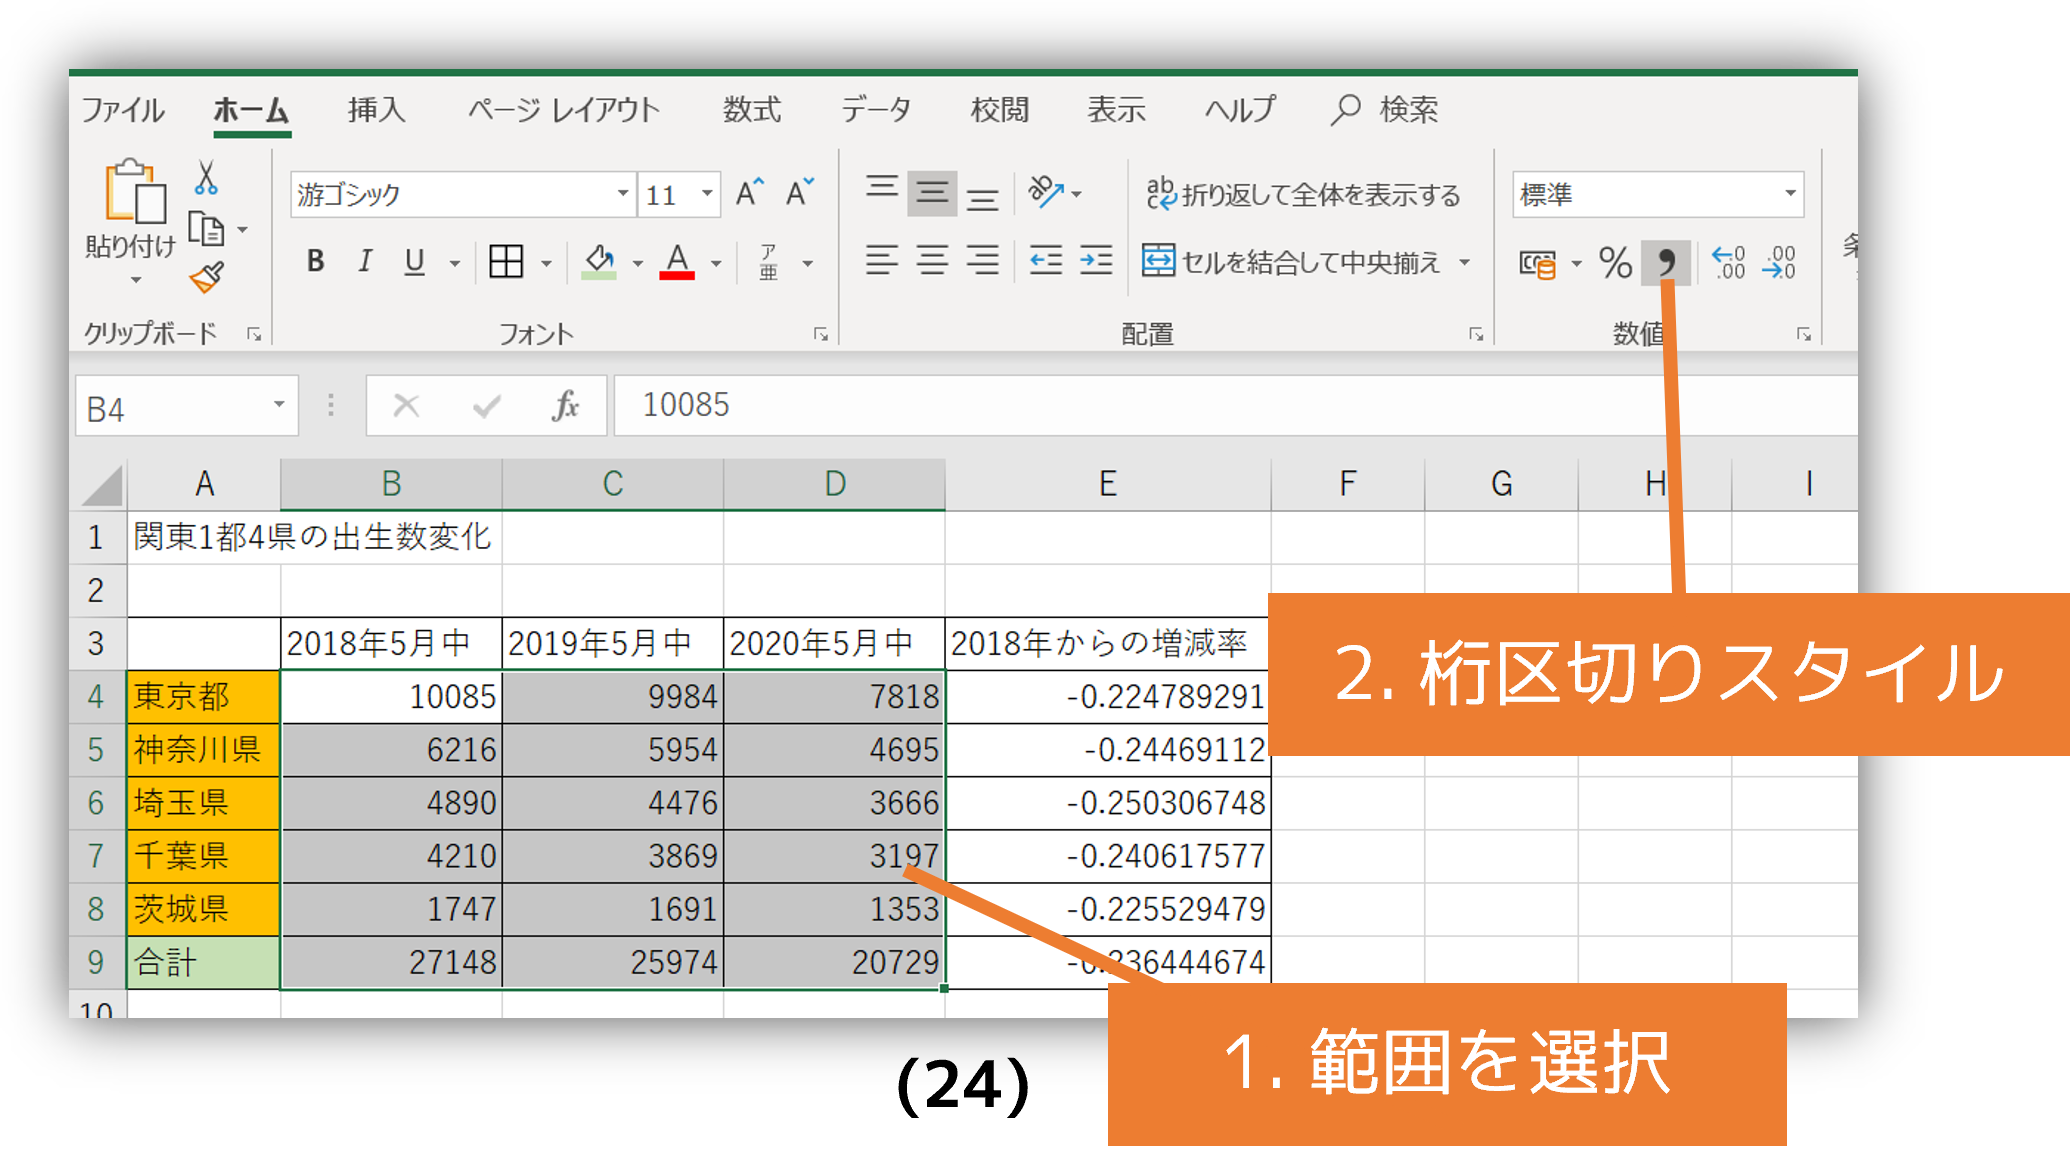 ファイル ホーム 挿入 ページ レイアウト 数式 データ 校閲 表示 ヘルプ 検索
游ゴシック 11 A A ab 折り返して全体を表示する 標準
貼り付け B I U A ア亜 セルを結合して中央揃え % , .0 .00 .00 .0
クリップボード フォント 配置 数値
B4 fx 10085
A B C D E F G H I
1 関東1都4県の出生数変化
2
3 2018年5月中 2019年5月中 2020年5月中 2018年からの増減率
4 東京都 10085 9984 7818 -0.224789291
5 神奈川県 6216 5954 4695 -0.24469112
6 埼玉県 4890 4476 3666 -0.250306748
7 千葉県 4210 3869 3197 -0.240617577
8 茨城県 1747 1691 1353 -0.225529479
9 合計 27148 25974 20729 -0.236444674
10
2. 桁区切りスタイル
1. 範囲を選択
(24)